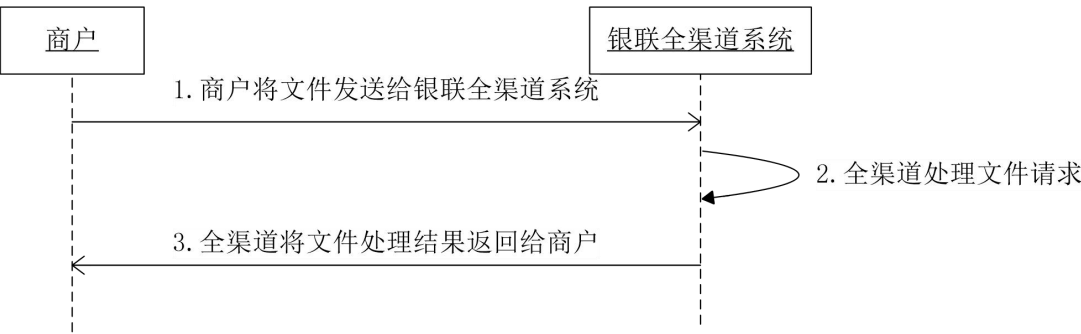 商户
银联全渠道系统
1.商户将文件发送给银联全渠道系统
2.全渠道处理文件请求
3.全渠道将文件处理结果返回给商户